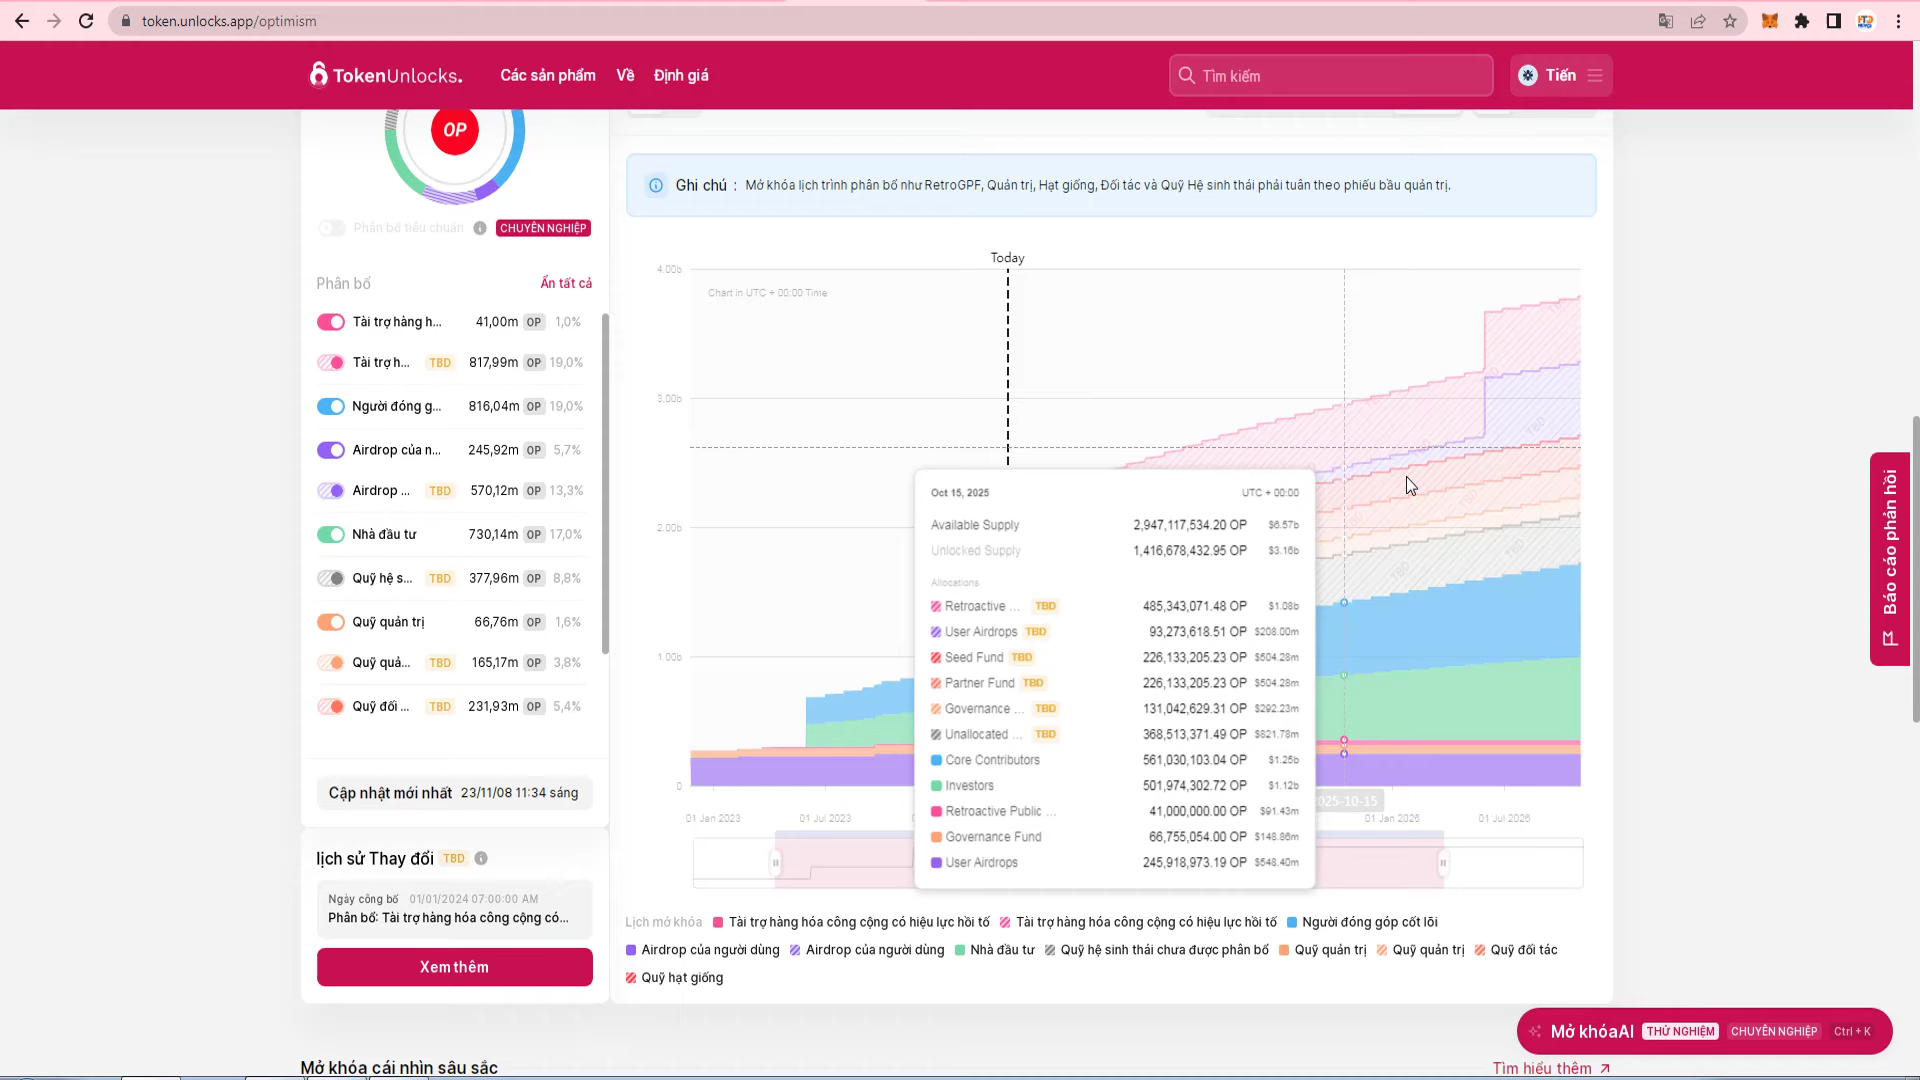 token.unlocks.app/optimism
TokenUnlocks.
Các sản phẩm
Về
Định giá
Tìm kiếm
Tiến
OP
Phân bổ tiêu chuẩn
CHUYÊN NGHIỆP
Phân bổ
Ẩn tất cả
Tài trợ hàng h... 41,00m OP 1,0%
Tài trợ h... TBD 817,99m OP 19,0%
Người đóng g... 816,04m OP 19,0%
Airdrop của n... 245,92m OP 5,7%
Airdrop ... TBD 570,12m OP 13,3%
Nhà đầu tư 730,14m OP 17,0%
Quỹ hệ s... TBD 377,96m OP 8,8%
Quỹ quản trị 66,76m OP 1,6%
Quỹ quả... TBD 165,17m OP 3,8%
Quỹ đối ... TBD 231,93m OP 5,4%
Cập nhật mới nhất 23/11/08 11:34 sáng
lịch sử Thay đổi TBD
Ngày công bố 01/01/2024 07:00:00 AM
Phân bổ: Tài trợ hàng hóa công cộng có...
Xem thêm
Ghi chú : Mở khóa lịch trình phân bổ như RetroGPF, Quản trị, Hạt giống, Đối tác và Quỹ Hệ sinh thái phải tuân theo phiếu bầu quản trị.
Today
Chart in UTC + 00:00 Time
4.00b
3.00b
2.00b
1.00b
0
TBD
TBD
TBD
TBD
Oct 15, 2025 UTC + 00:00
Available Supply 2,947,117,534.20 OP $6.57b
Unlocked Supply 1,416,678,432.95 OP $3.16b
Allocations
Retroactive ... TBD 485,343,071.48 OP $1.08b
User Airdrops TBD 93,273,618.51 OP $208.00m
Seed Fund TBD 226,133,205.23 OP $504.28m
Partner Fund TBD 226,133,205.23 OP $504.28m
Governance ... TBD 131,042,629.31 OP $292.23m
Unallocated ... TBD 368,513,371.49 OP $821.78m
Core Contributors 561,030,103.04 OP $1.25b
Investors 501,974,302.72 OP $1.12b
Retroactive Public ... 41,000,000.00 OP $91.43m
Governance Fund 66,755,054.00 OP $148.86m
User Airdrops 245,918,973.19 OP $548.40m
025-10-15
01 Jan 2023
01 Jul 2023
01 Jan 2026
01 Jul 2026
Lịch mở khóa Tài trợ hàng hóa công cộng có hiệu lực hồi tố Tài trợ hàng hóa công cộng có hiệu lực hồi tố Người đóng góp cốt lõi
Airdrop của người dùng Airdrop của người dùng Nhà đầu tư Quỹ hệ sinh thái chưa được phân bổ Quỹ quản trị Quỹ quản trị Quỹ đối tác
Quỹ hạt giống
Báo cáo phản hồi
Mở khóaAI THỬ NGHIỆM CHUYÊN NGHIỆP Ctrl + K
Mở khóa cái nhìn sâu sắc
Tìm hiểu thêm